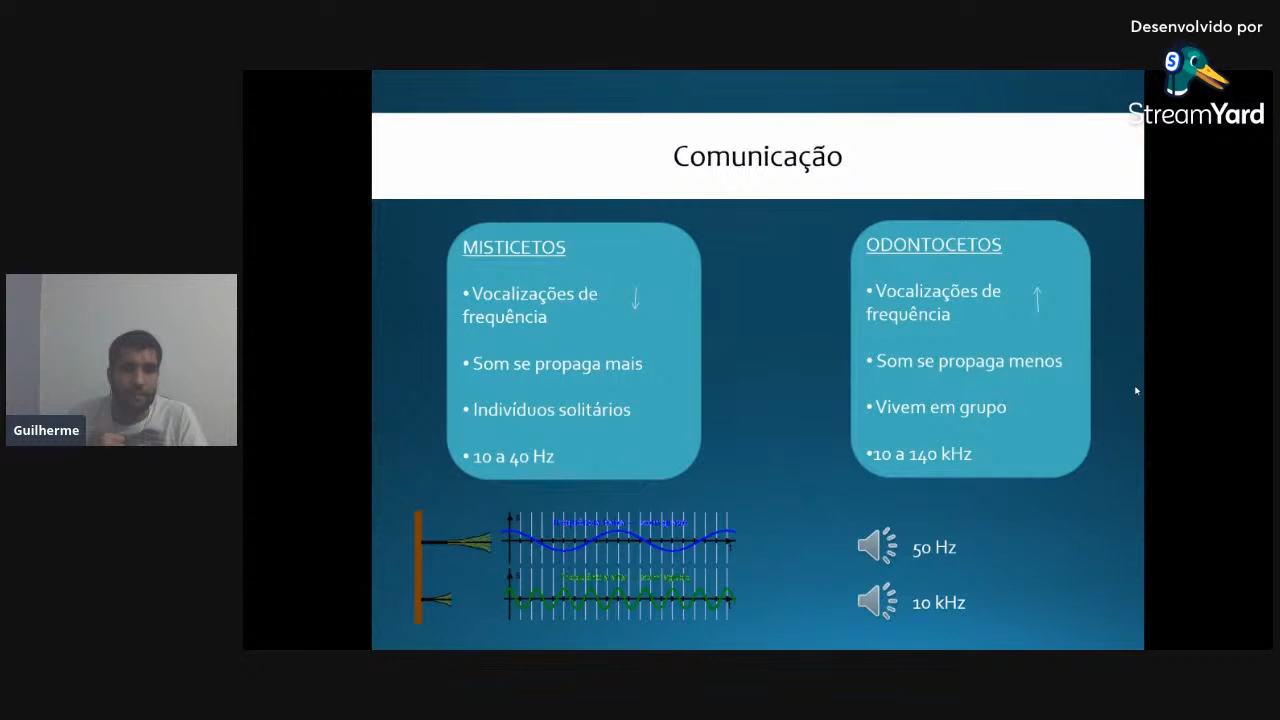 Desenvolvido por
StreamYard
Comunicação
MISTICETOS
• Vocalizações de
frequência
• Som se propaga mais
• Indivíduos solitários
• 10 a 40 Hz
ODONTOCETOS
• Vocalizações de
frequência
• Som se propaga menos
• Vivem em grupo
•10 a 140 kHz
Guilherme
50 Hz
10 kHz